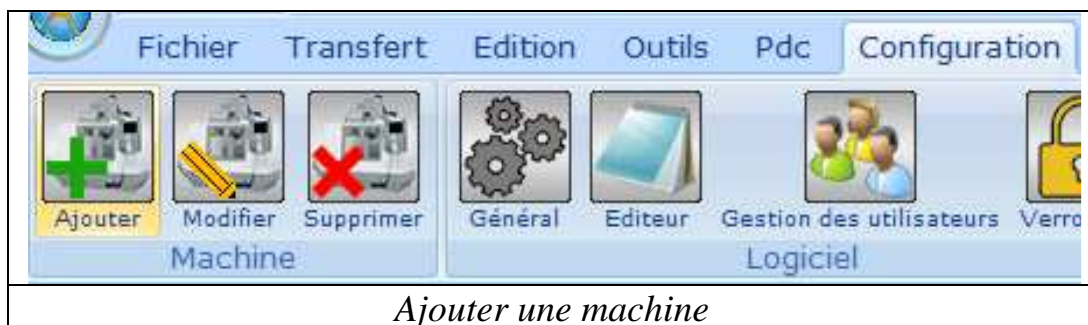 Fichier Transfert Edition Outils Pdc Configuration
Ajouter Modifier Supprimer Général Editeur Gestion des utilisateurs
Machine Logiciel
Ajouter une machine